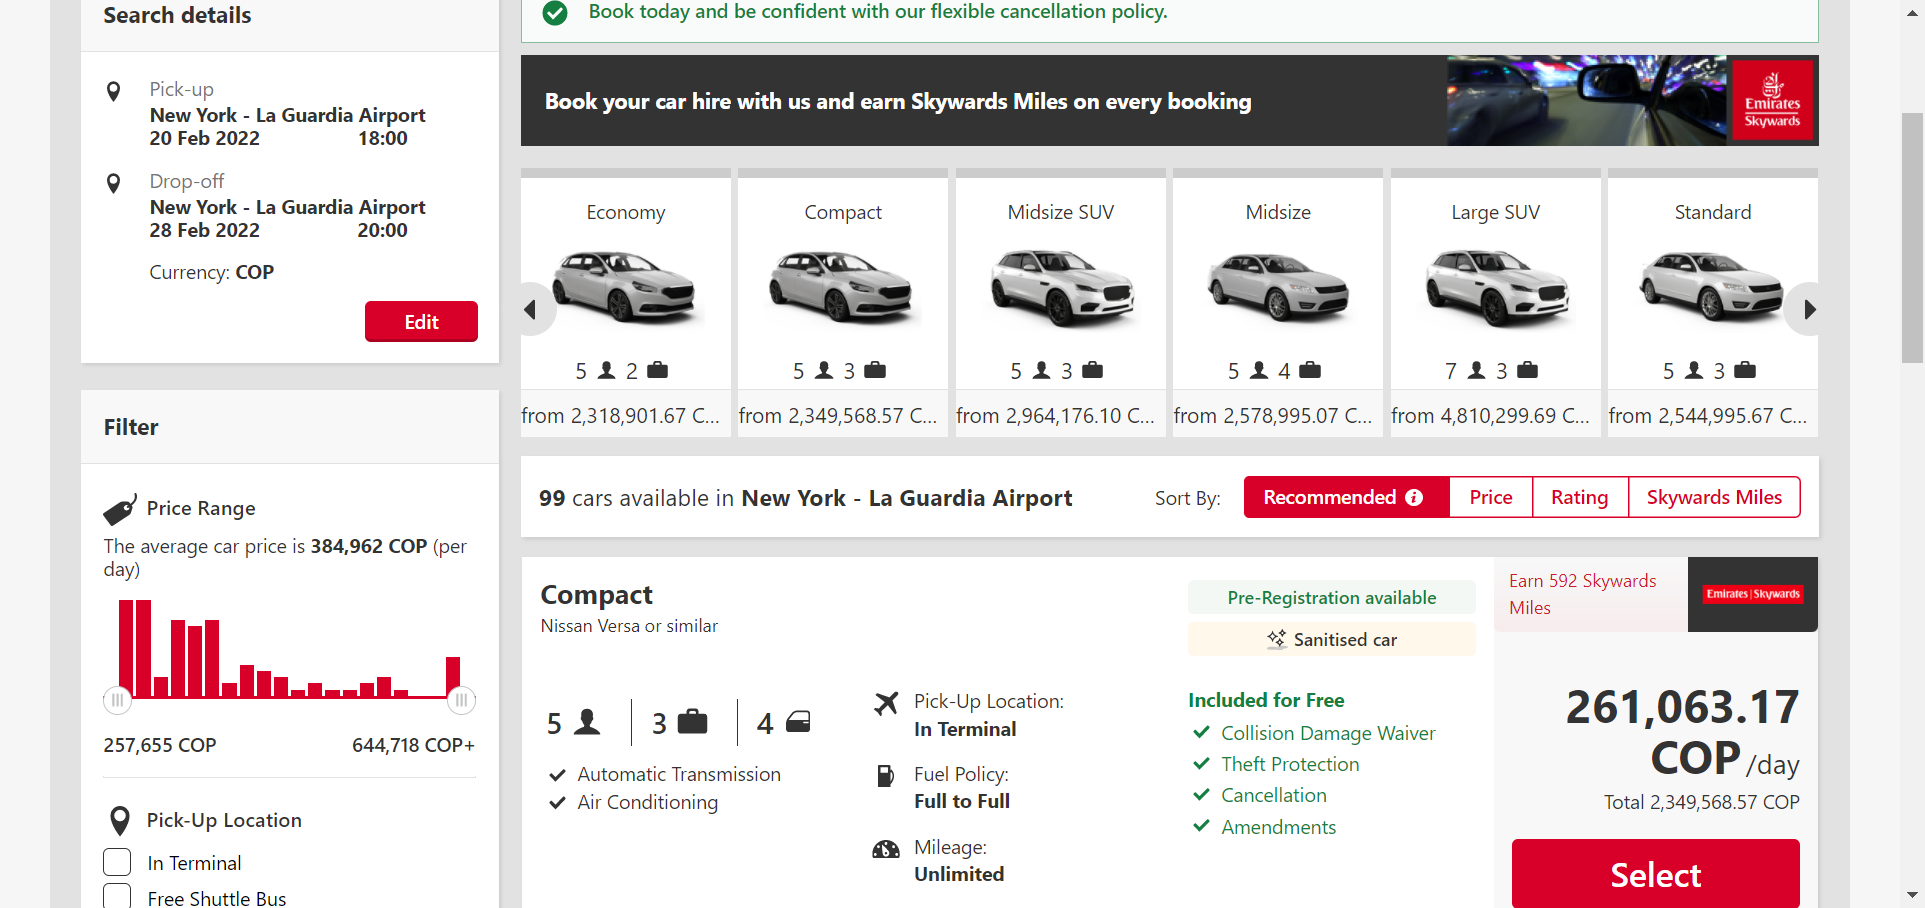 Search details
Pick-up
New York - La Guardia Airport
20 Feb 2022 18:00
Drop-off
New York - La Guardia Airport
28 Feb 2022 20:00
Currency: COP
Edit
Filter
Price Range
The average car price is 384,962 COP (per
day)
257,655 COP 644,718 COP+
Pick-Up Location
In Terminal
Free Shuttle Bus
Book today and be confident with our flexible cancellation policy.
Book your car hire with us and earn Skywards Miles on every booking
Emirates
Skywards
Economy
5 2
from 2,318,901.67 C...
Compact
5 3
from 2,349,568.57 C...
Midsize SUV
5 3
from 2,964,176.10 C...
Midsize
5 4
from 2,578,995.07 C...
Large SUV
7 3
from 4,810,299.69 C...
Standard
5 3
from 2,544,995.67 C...
99 cars available in New York - La Guardia Airport
Sort By:
Recommended i
Price
Rating
Skywards Miles
Compact
Nissan Versa or similar
5 3 4
Automatic Transmission
Air Conditioning
Pick-Up Location:
In Terminal
Fuel Policy:
Full to Full
Mileage:
Unlimited
Pre-Registration available
Sanitised car
Included for Free
Collision Damage Waiver
Theft Protection
Cancellation
Amendments
Earn 592 Skywards
Miles
Emirates | Skywards
261,063.17
COP /day
Total 2,349,568.57 COP
Select